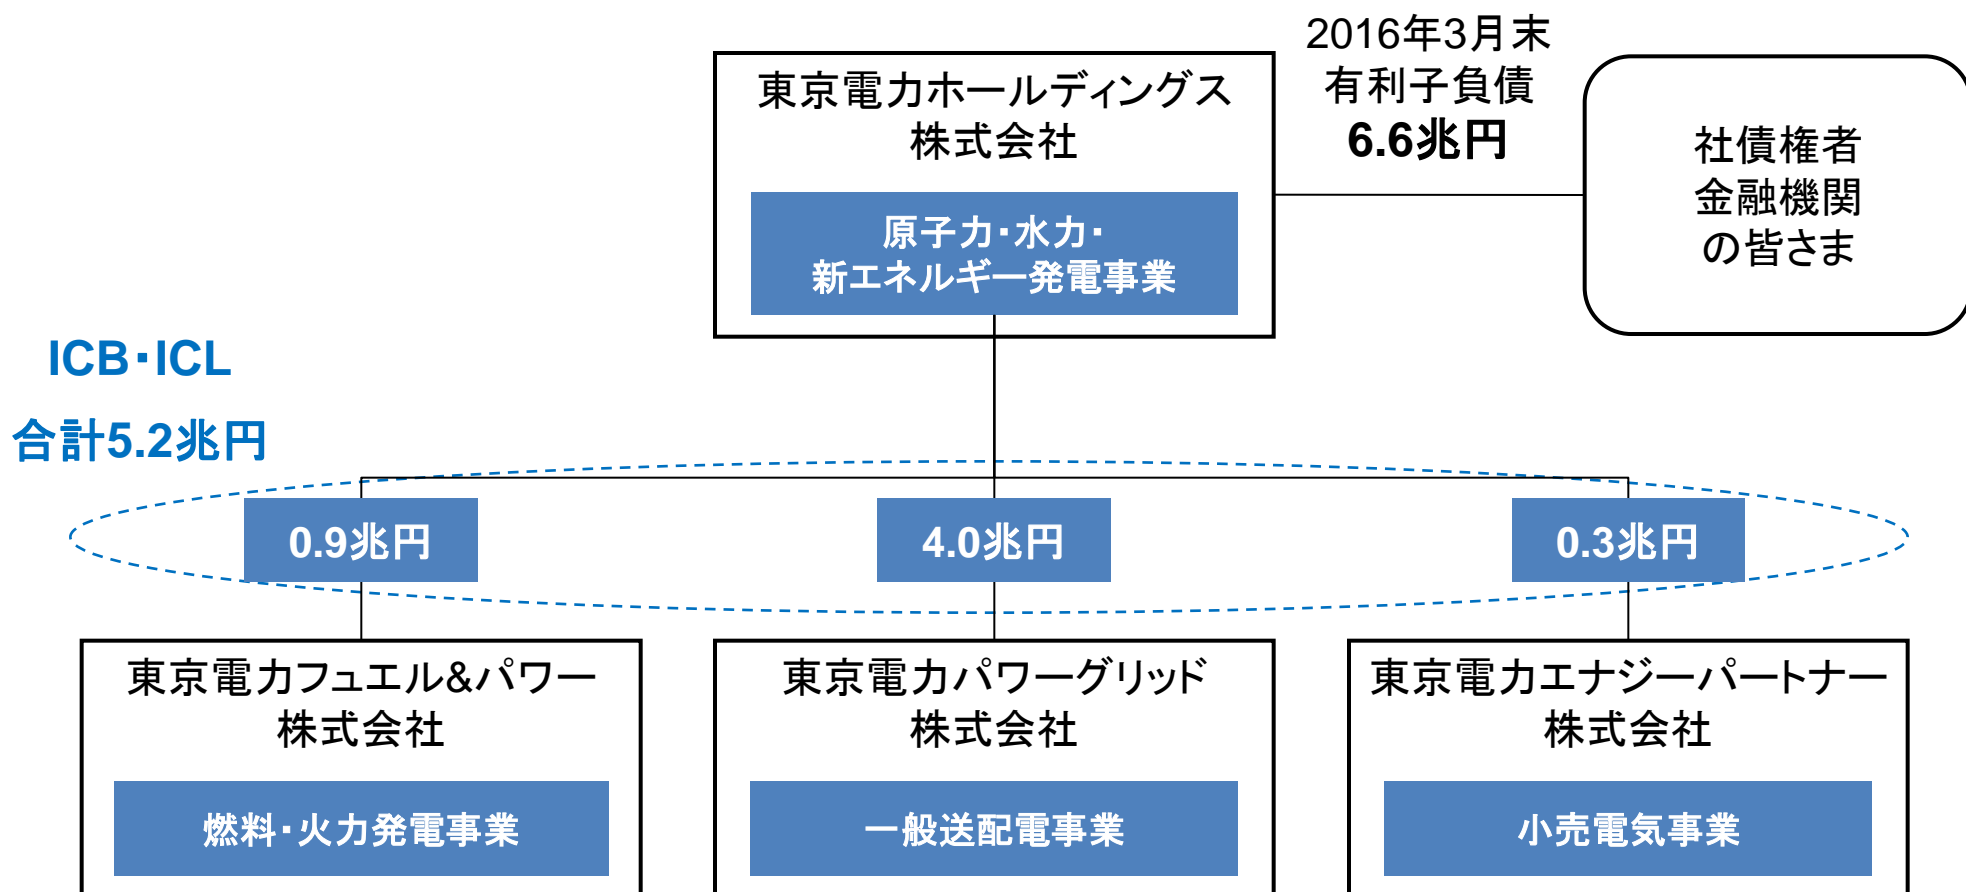 2016年3月末
有利子負債
6.6兆円
東京電力ホールディングス
株式会社
原子力・水力・
新エネルギー発電事業
社債権者
金融機関
の皆さま
ICB・ICL
合計5.2兆円
0.9兆円
4.0兆円
0.3兆円
東京電力フュエル&パワー
株式会社
燃料・火力発電事業
東京電力パワーグリッド
株式会社
一般送配電事業
東京電力エナジーパートナー
株式会社
小売電気事業